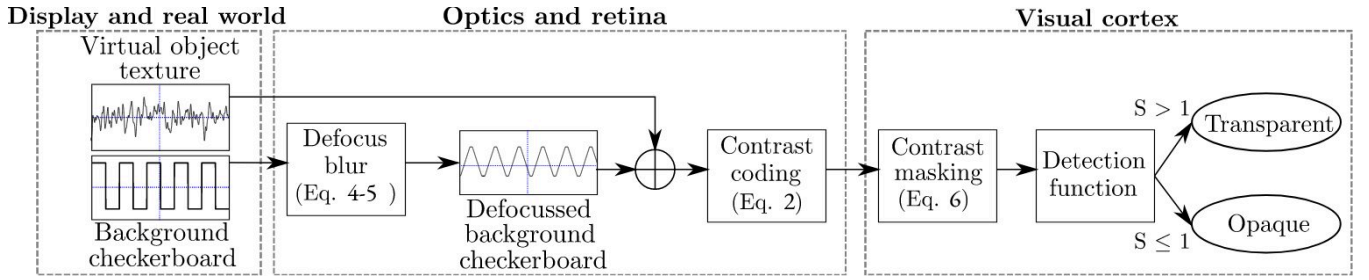 Display and real world
Optics and retina
Visual cortex
Virtual object
texture
Background
checkerboard
Defocus
blur
(Eq. 4-5 )
Defocussed
background
checkerboard
Contrast
coding
(Eq. 2)
Contrast
masking
(Eq. 6)
Detection
function
S > 1
Transparent
S ≤ 1
Opaque